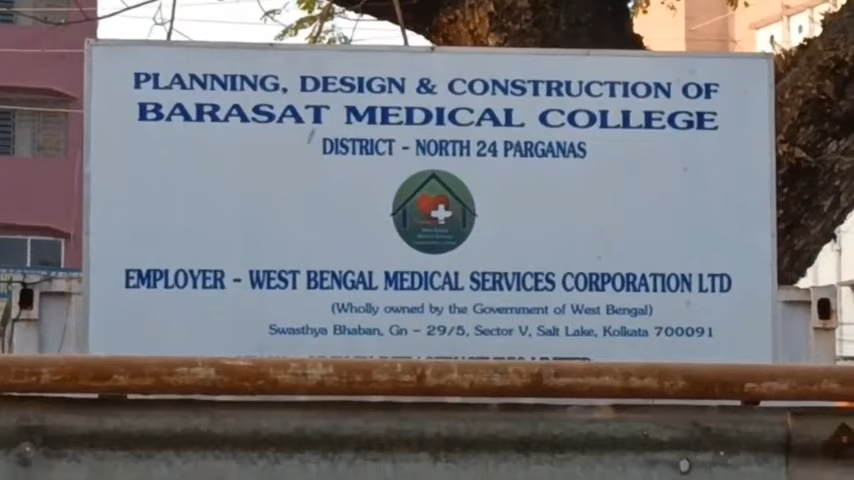 PLANNING, DESIGN & CONSTRUCTION OF
BARASAT MEDICAL COLLEGE
DISTRICT - NORTH 24 PARGANAS
EMPLOYER - WEST BENGAL MEDICAL SERVICES CORPORATION LTD
(Wholly owned by the Government of West Bengal)
Swasthya Bhaban, Gn - 29/5, Sector V, Salt Lake, Kolkata 700091